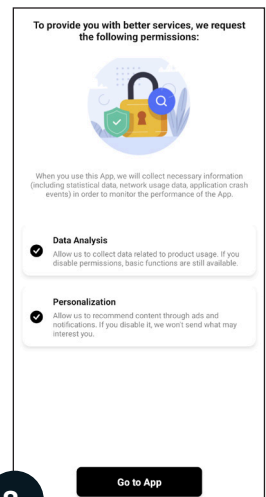 To provide you with better services, we request
the following permissions:
When you use this App, we will collect necessary information
(including statistical data, network usage data, application crash
events) in order to monitor the performance of the App.
Data Analysis
Allow us to collect data related to product usage. If you
disable permissions, basic functions are still available.
Personalization
Allow us to recommend content through ads and
notifications. If you disable it, we won't send what may
interest you.
Go to App